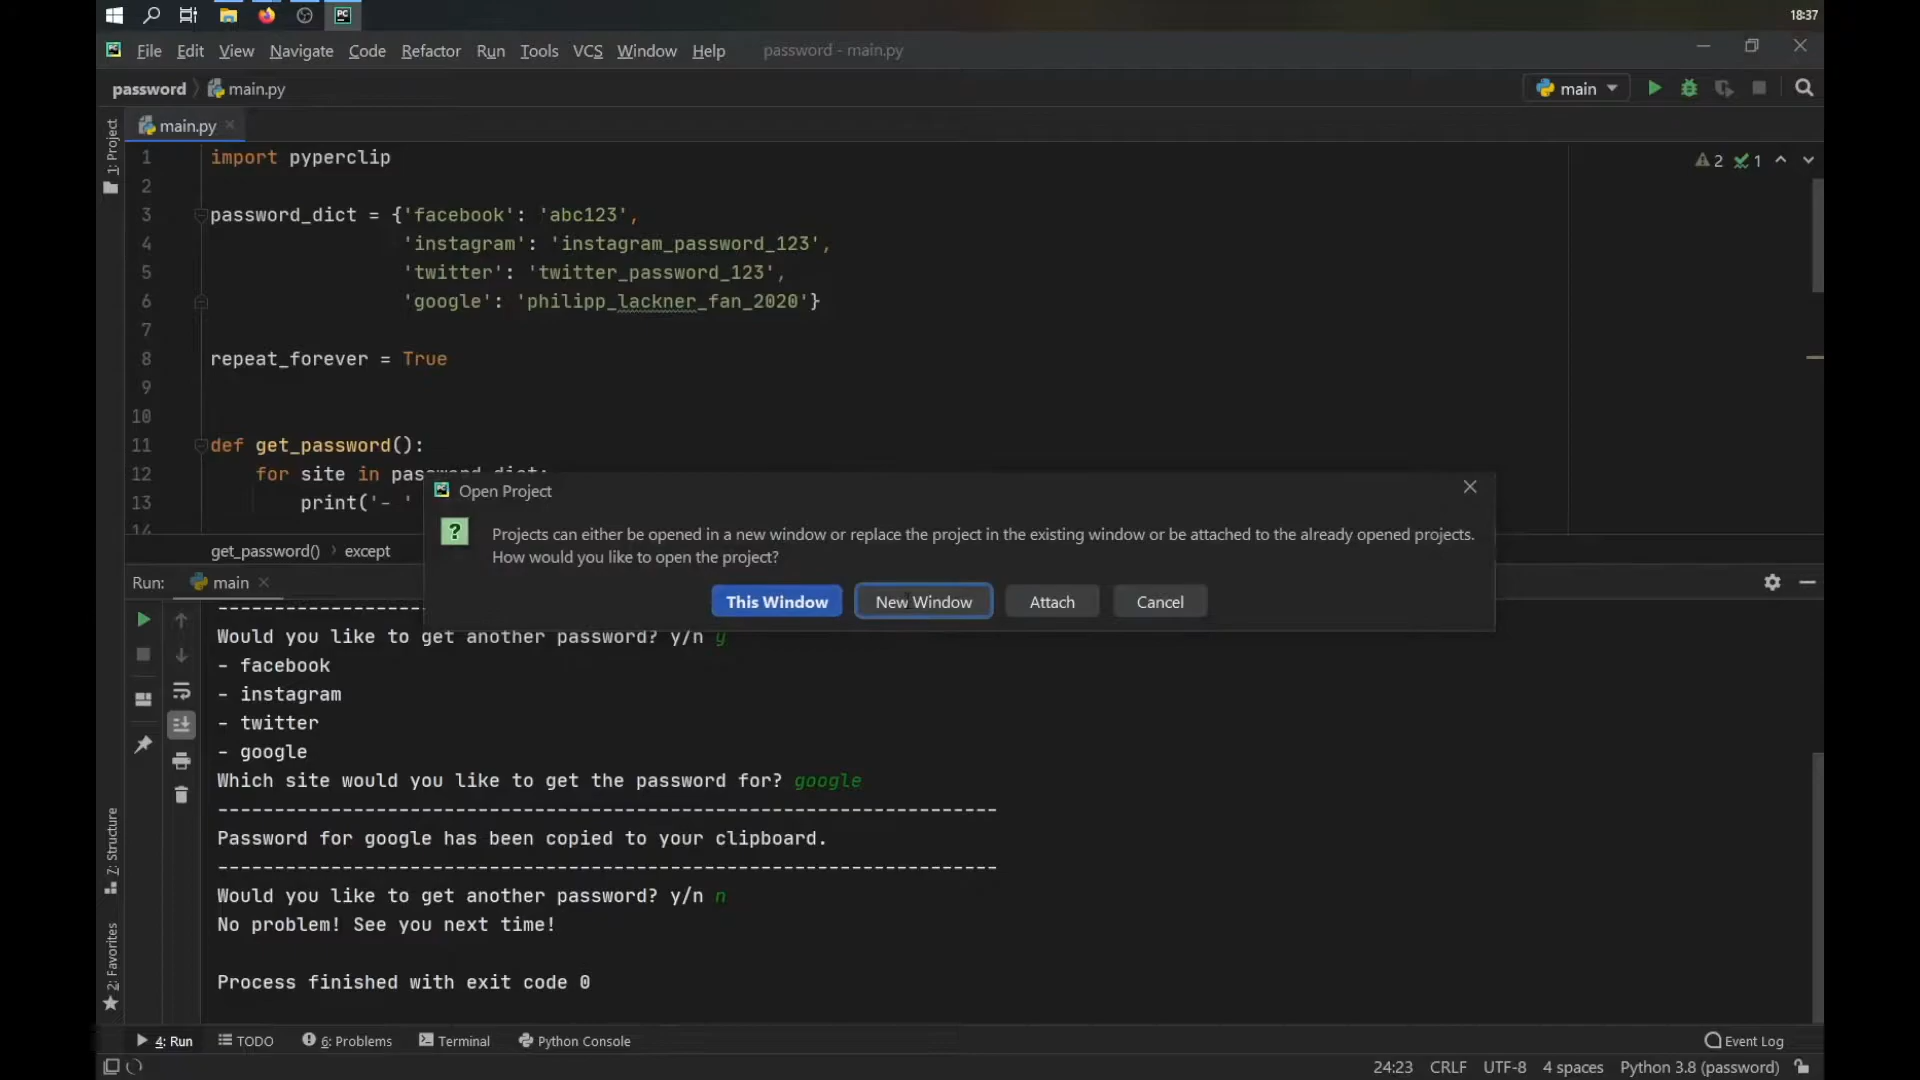 18:37
File Edit View Navigate Code Refactor Run Tools VCS Window Help password - main.py
password main.py main
main.py
1: Project
1 import pyperclip
2
3 password_dict = {'facebook': 'abc123',
4 'instagram': 'instagram_password_123',
5 'twitter': 'twitter_password_123',
6 'google': 'philipp_lackner_fan_2020'}
7
8 repeat_forever = True
9
10
11 def get_password():
12 for site in password_dict:
13 print('- '
14
2 1
Open Project
Projects can either be opened in a new window or replace the project in the existing window or be attached to the already opened projects.
How would you like to open the project?
This Window New Window Attach Cancel
get_password() except
Run: main
Would you like to get another password? y/n y
- facebook
- instagram
- twitter
- google
Which site would you like to get the password for? google
---------------------------------------------------------------------
Password for google has been copied to your clipboard.
---------------------------------------------------------------------
Would you like to get another password? y/n n
No problem! See you next time!
Process finished with exit code 0
7: Structure
2: Favorites
4: Run TODO 6: Problems Terminal Python Console Event Log
24:23 CRLF UTF-8 4 spaces Python 3.8 (password)